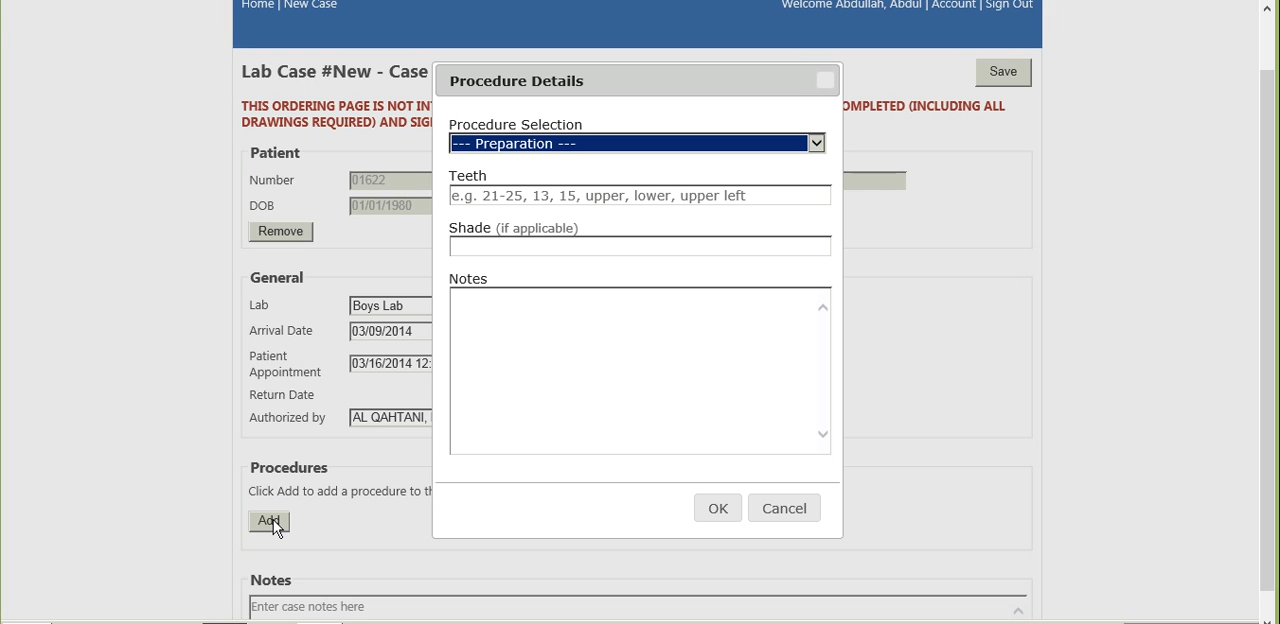 Home | New Case
Welcome Abdullah, Abdul | Account | Sign Out
Lab Case #New - Case
Save
THIS ORDERING PAGE IS NOT
OMPLETED (INCLUDING ALL
DRAWINGS REQUIRED) AND
Patient
Number 01622
DOB 01/01/1980
Remove
General
Lab Boys Lab
Arrival Date 03/09/2014
Patient
Appointment
03/16/2014 12:
Return Date
Authorized by AL QAHTANI,
Procedures
Click Add to add a procedure to
Add
Notes
Enter case notes here
Procedure Details
Procedure Selection
--- Preparation ---
Teeth
e.g. 21-25, 13, 15, upper, lower, upper left
Shade (if applicable)
Notes
OK
Cancel